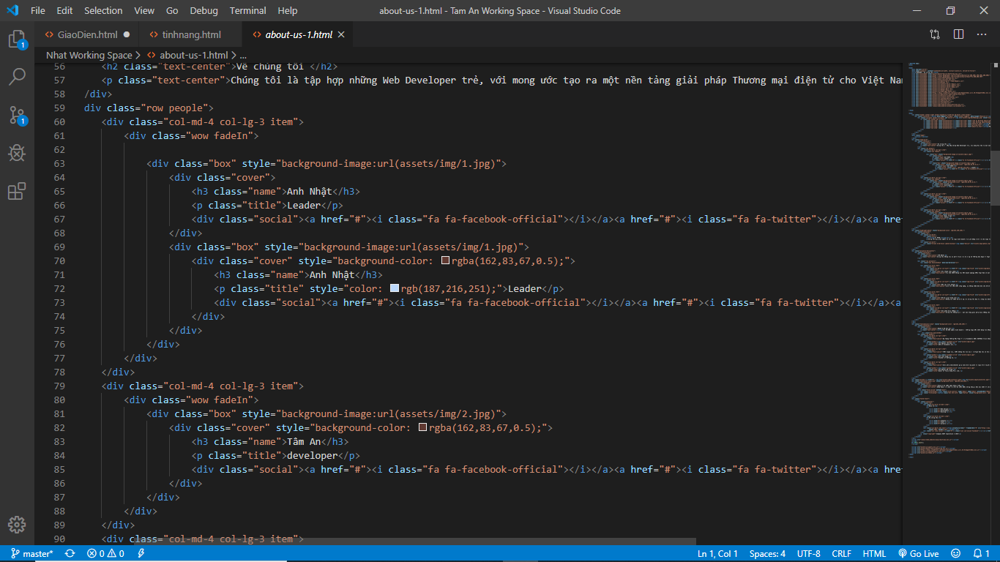 File Edit Selection View Go Debug Terminal Help about-us-1.html - Tam An Working Space - Visual Studio Code
GiaoDien.html tinhnang.html about-us-1.html
Nhat Working Space > about-us-1.html > ...
56 <h2 class="text-center">Về chúng tôi </h2>
57 <p class="text-center">Chúng tôi là tập hợp những Web Developer trẻ, với mong ước tạo ra một nền tảng giải pháp Thương mại điện tử cho Việt Nam
58 /div>
59 div class="row people">
60 <div class="col-md-4 col-lg-3 item">
61 <div class="wow fadeIn">
62
63 <div class="box" style="background-image:url(assets/img/1.jpg)">
64 <div class="cover">
65 <h3 class="name">Anh Nhật</h3>
66 <p class="title">Leader</p>
67 <div class="social"><a href="#"><i class="fa fa-facebook-official"></i></a><a href="#"><i class="fa fa-twitter"></i></a><a hre
68 </div>
69 <div class="box" style="background-image:url(assets/img/1.jpg)">
70 <div class="cover" style="background-color: rgba(162,83,67,0.5);">
71 <h3 class="name">Anh Nhật</h3>
72 <p class="title" style="color: rgb(187,216,251);">Leader</p>
73 <div class="social"><a href="#"><i class="fa fa-facebook-official"></i></a><a href="#"><i class="fa fa-twitter"></i></a><a
74 </div>
75 </div>
76 </div>
77 </div>
78 </div>
79 <div class="col-md-4 col-lg-3 item">
80 <div class="wow fadeIn">
81 <div class="box" style="background-image:url(assets/img/2.jpg)">
82 <div class="cover" style="background-color: rgba(162,83,67,0.5);">
83 <h3 class="name">Tâm An</h3>
84 <p class="title">developer</p>
85 <div class="social"><a href="#"><i class="fa fa-facebook-official"></i></a><a href="#"><i class="fa fa-twitter"></i></a><a hre
86 </div>
87 </div>
88 </div>
89 </div>
90 <div class="col-md-4 col-lg-3 item">
1
1
master* 0 0 Ln 1, Col 1 Spaces: 4 UTF-8 CRLF HTML Go Live 1